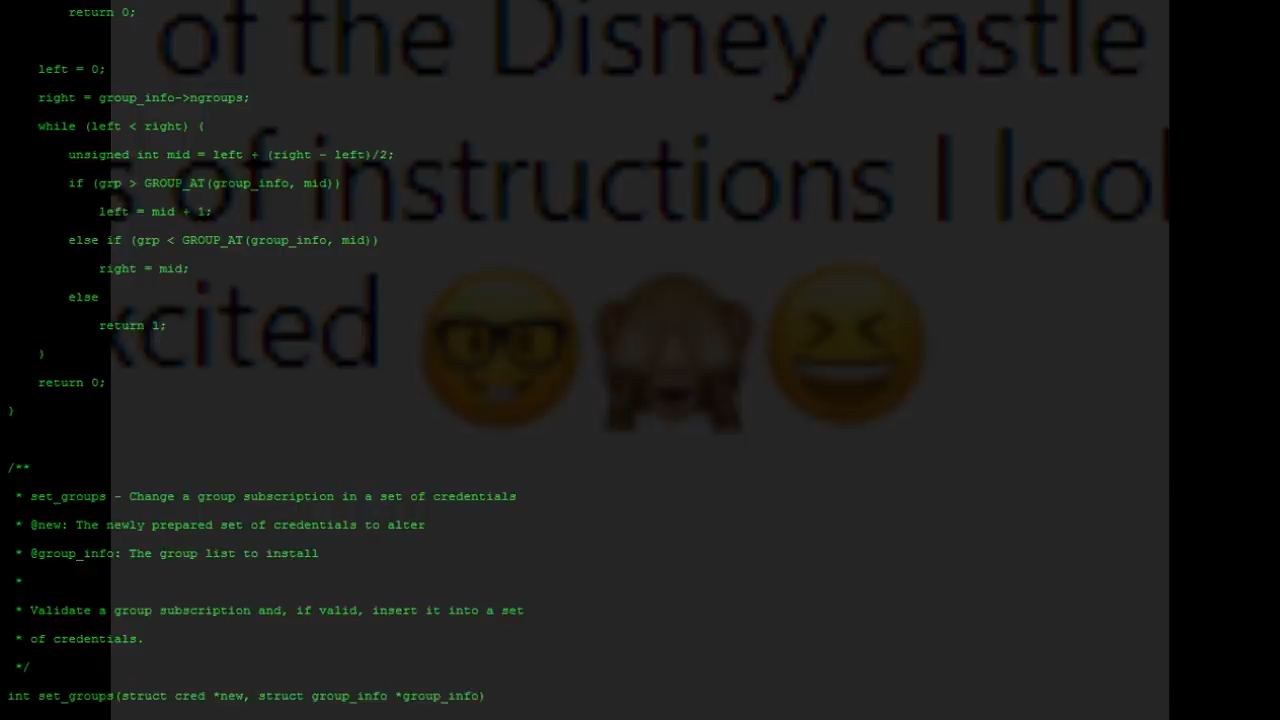 return 0;
left = 0;
right = group_info->ngroups;
while (left < right) {
unsigned int mid = left + (right - left)/2;
if (grp > GROUP_AT(group_info, mid))
left = mid + 1;
else if (grp < GROUP_AT(group_info, mid))
right = mid;
else
return 1;
}
return 0;
}
/**
* set_groups - Change a group subscription in a set of credentials
* @new: The newly prepared set of credentials to alter
* @group_info: The group list to install
*
* Validate a group subscription and, if valid, insert it into a set
* of credentials.
*/
int set_groups(struct cred *new, struct group_info *group_info)
of the Disney castle
of instructions I